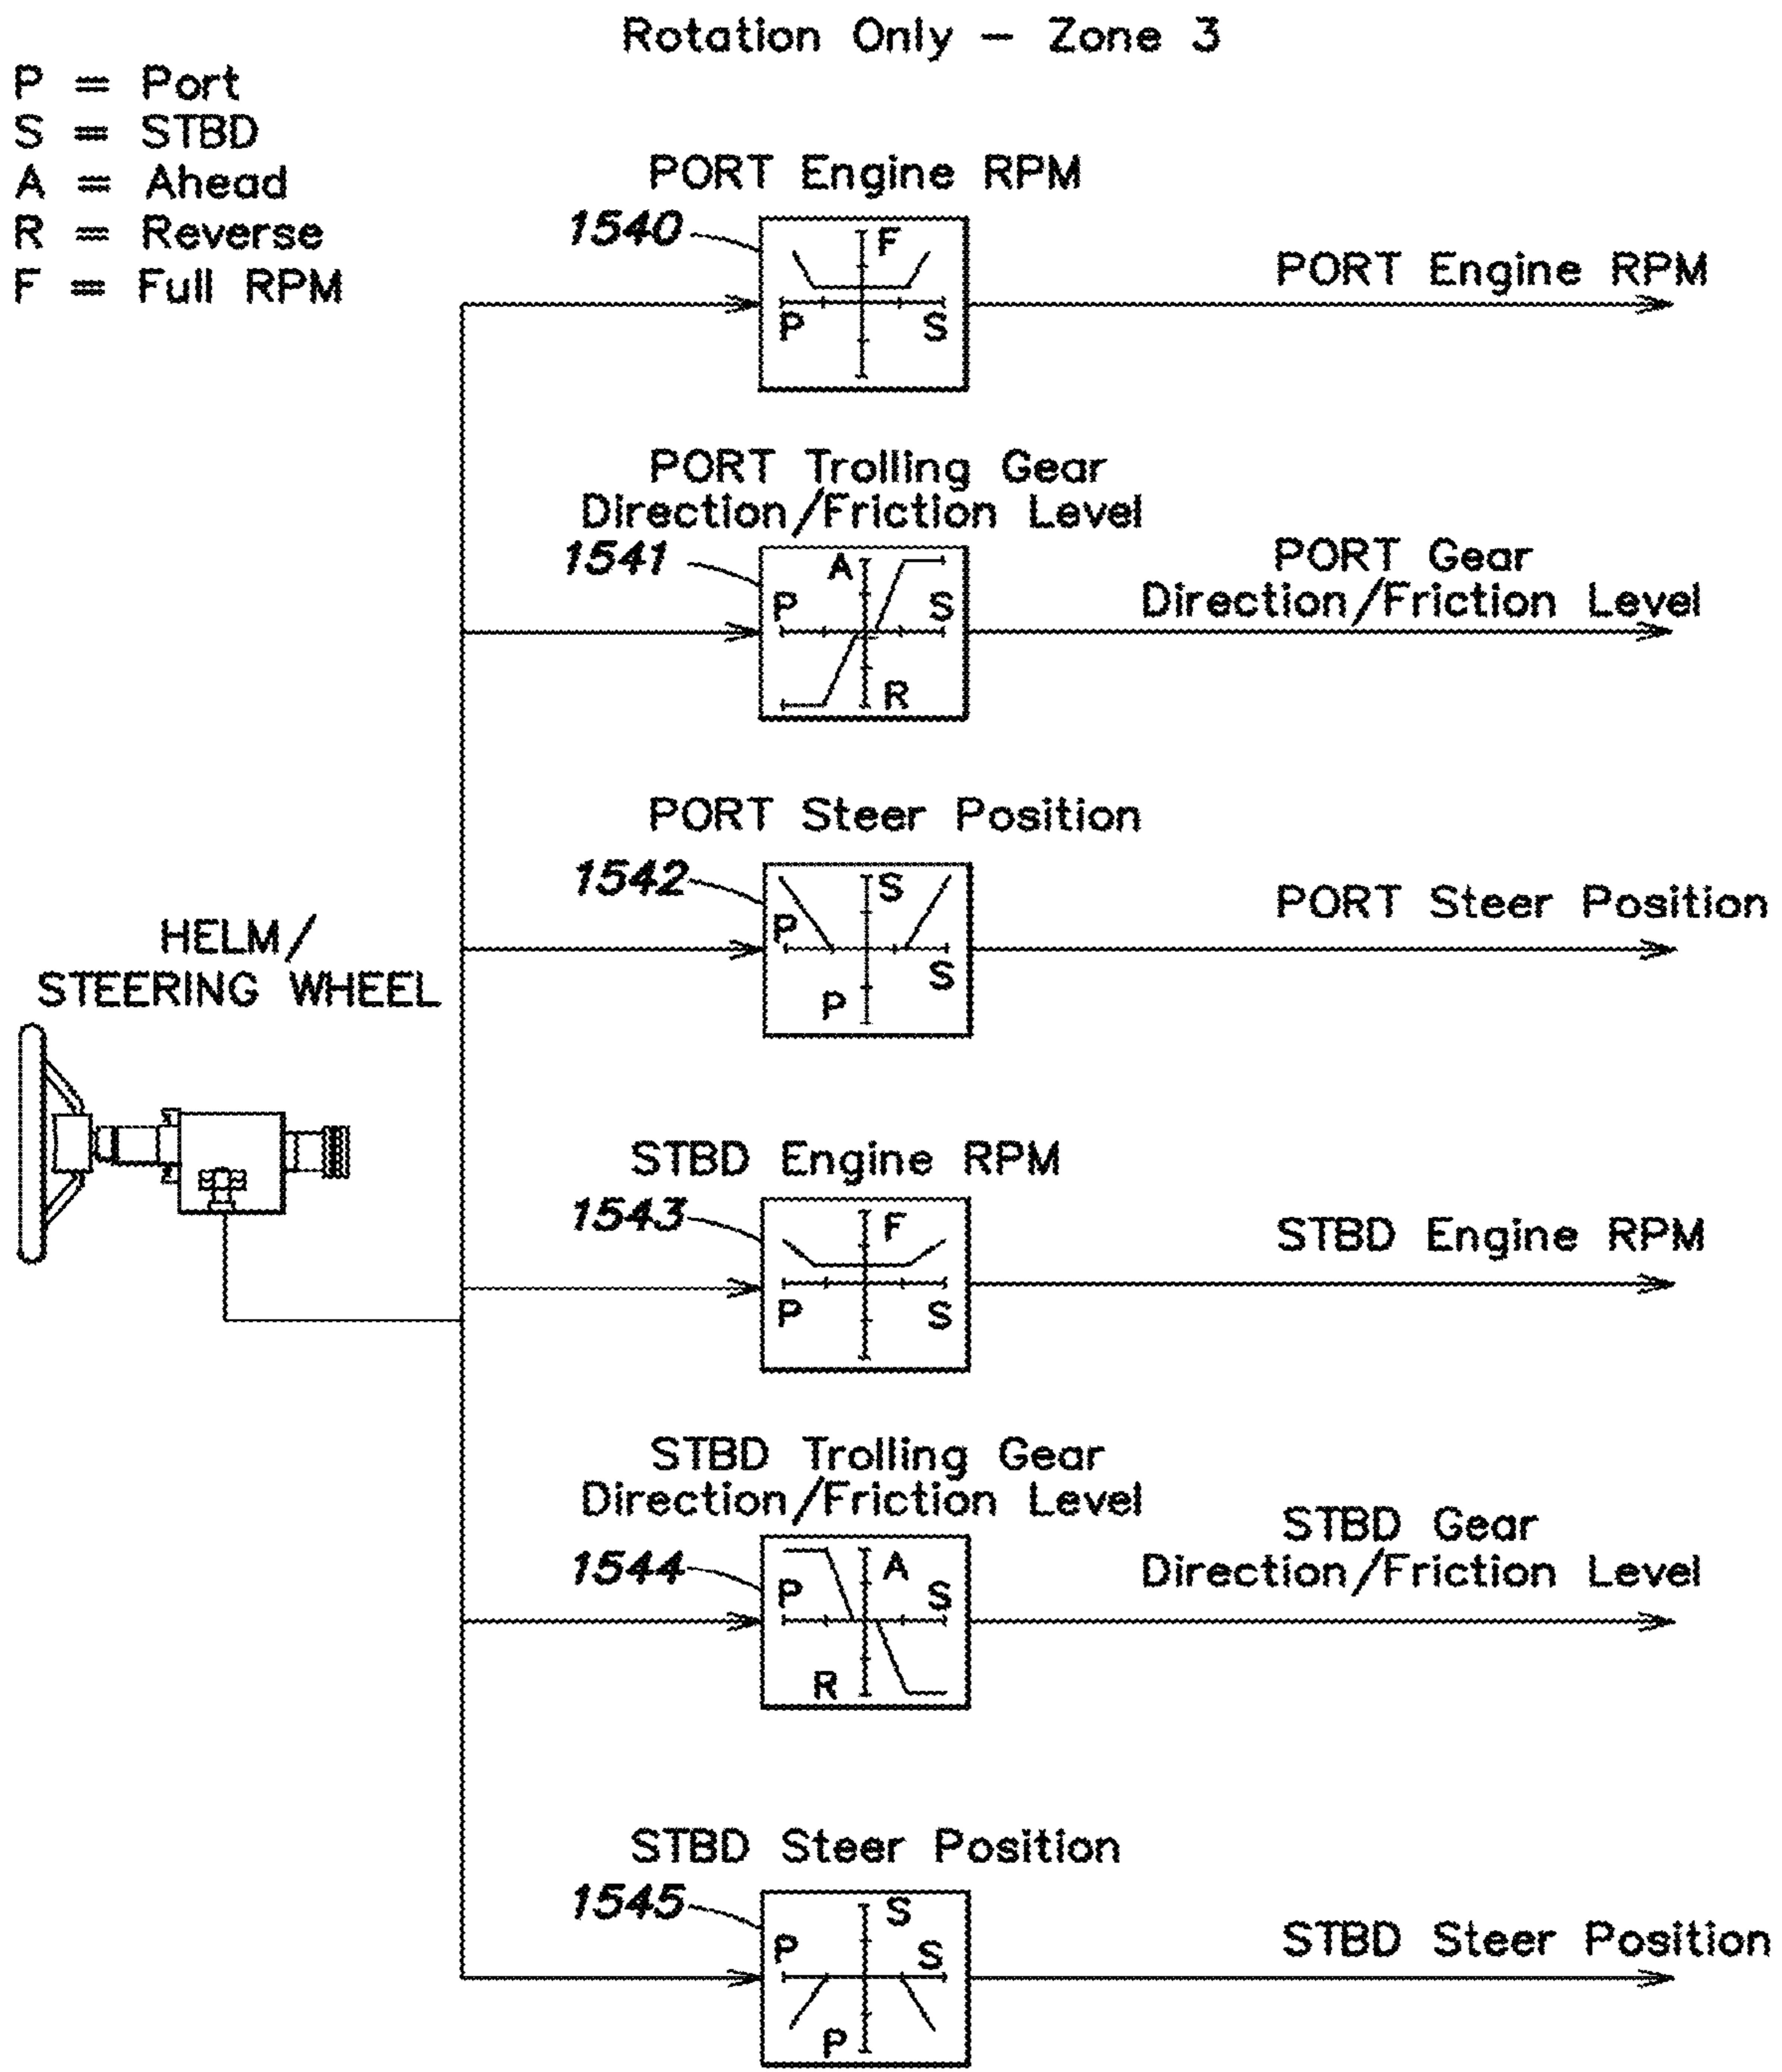 Rotation Only – Zone 3
P = Port
S = STBD
A = Ahead
R = Reverse
F = Full RPM
PORT Engine RPM
1540
F
P
S
PORT Engine RPM
PORT Trolling Gear
Direction/Friction Level
1541
A
P
S
R
PORT Gear
Direction/Friction Level
PORT Steer Position
1542
S
P
S
P
PORT Steer Position
HELM/
STEERING WHEEL
STBD Engine RPM
1543
F
P
S
STBD Engine RPM
STBD Trolling Gear
Direction/Friction Level
1544
A
P
S
R
STBD Gear
Direction/Friction Level
STBD Steer Position
1545
S
P
S
P
STBD Steer Position